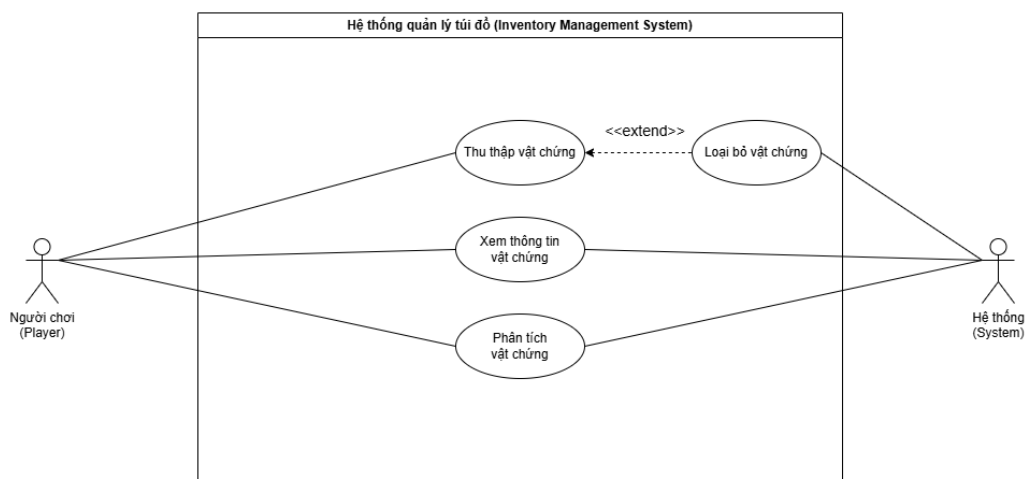 Hệ thống quản lý túi đồ (Inventory Management System)
<<extend>>
Thu thập vật chứng
Loại bỏ vật chứng
Xem thông tin
vật chứng
Người chơi
(Player)
Hệ thống
(System)
Phân tích
vật chứng